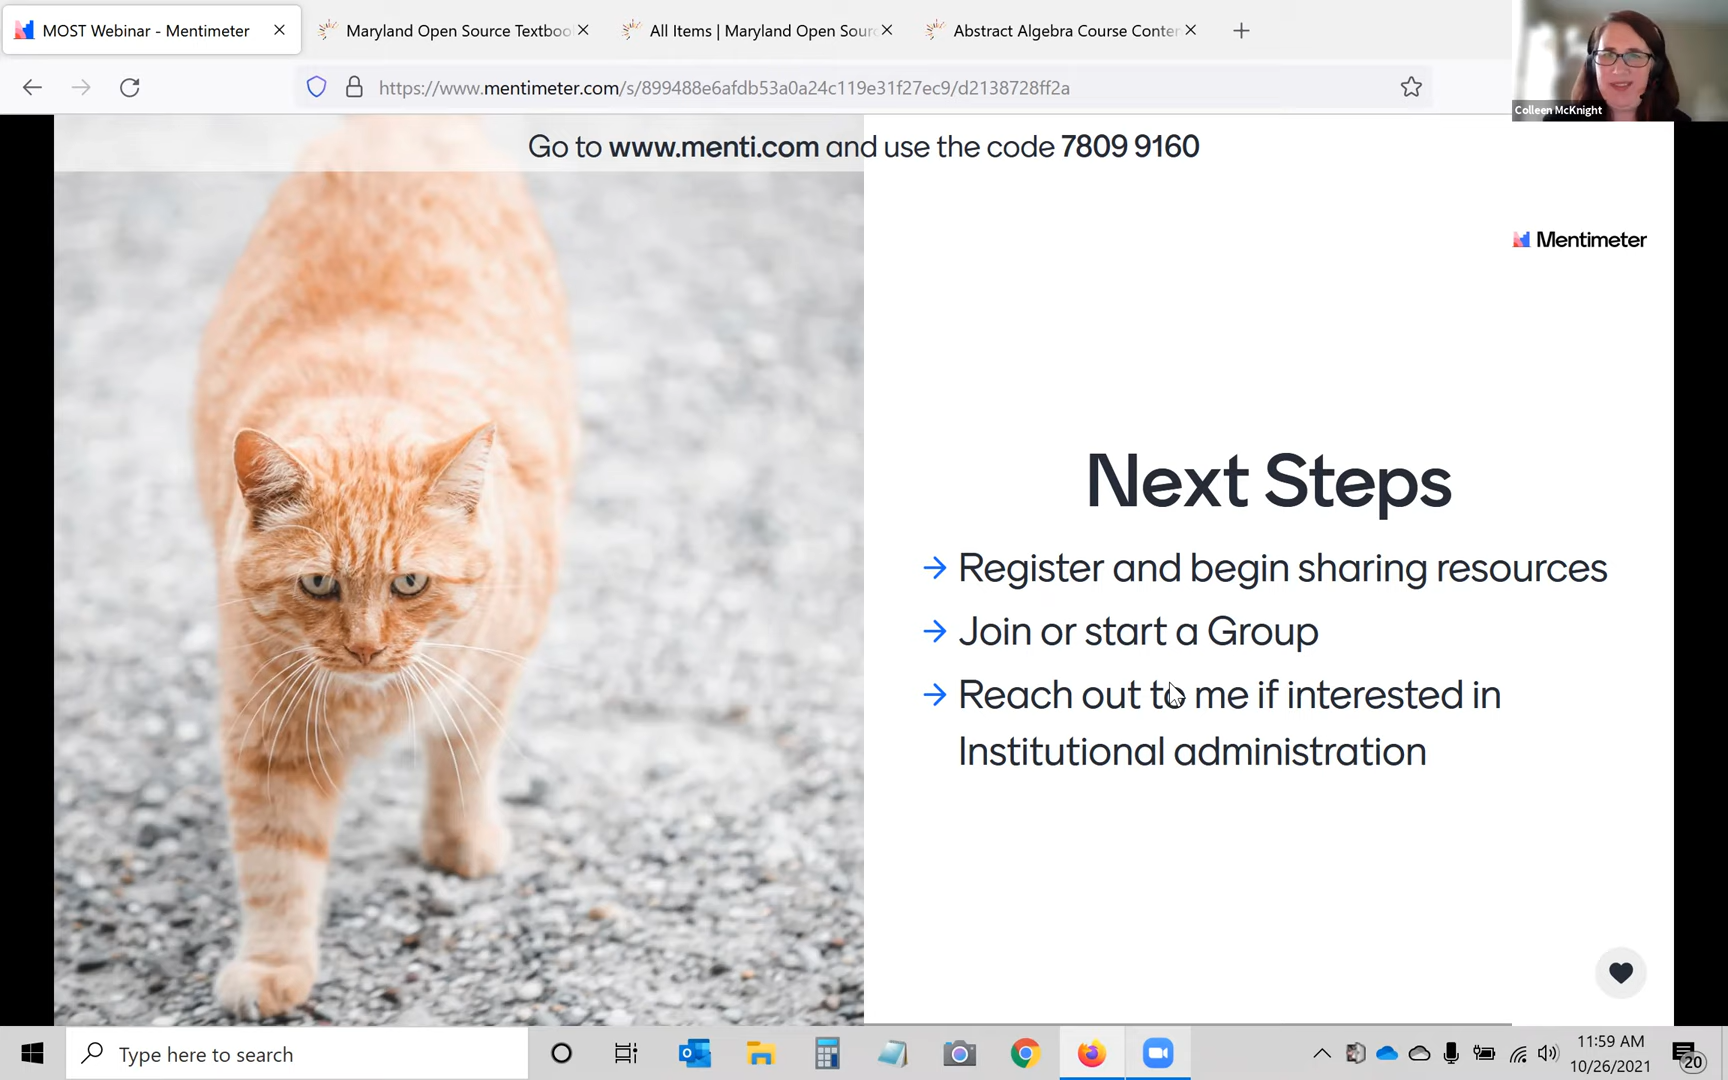 MOST Webinar - Mentimeter
Maryland Open Source Textboo
All Items | Maryland Open Sourc
Abstract Algebra Course Conten
https://www.mentimeter.com/s/899488e6afdb53a0a24c119e31f27ec9/d2138728ff2a
Colleen McKnight
Go to www.menti.com and use the code 7809 9160
Mentimeter
Next Steps
→ Register and begin sharing resources
→ Join or start a Group
→ Reach out to me if interested in
Institutional administration
Type here to search
11:59 AM
10/26/2021
20